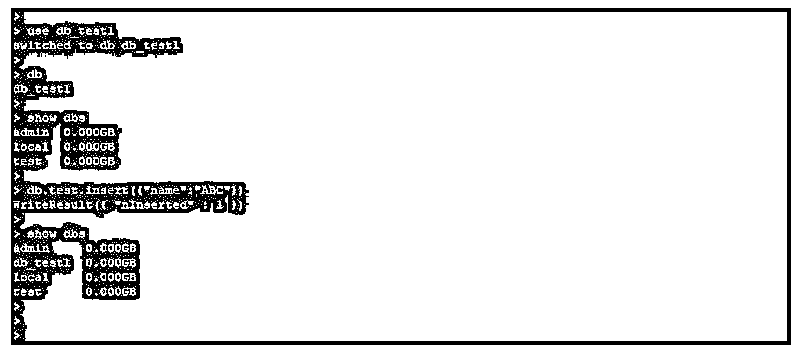 >
> use db_test1
switched to db db_test1
>
> db
db_test1
>
> show dbs
admin  0.000GB
local  0.000GB
test   0.000GB
>
> db.test.insert({"name":"ABC"})
WriteResult({ "nInserted" : 1 })
>
> show dbs
admin     0.000GB
db_test1  0.000GB
local     0.000GB
test      0.000GB
>
>
>